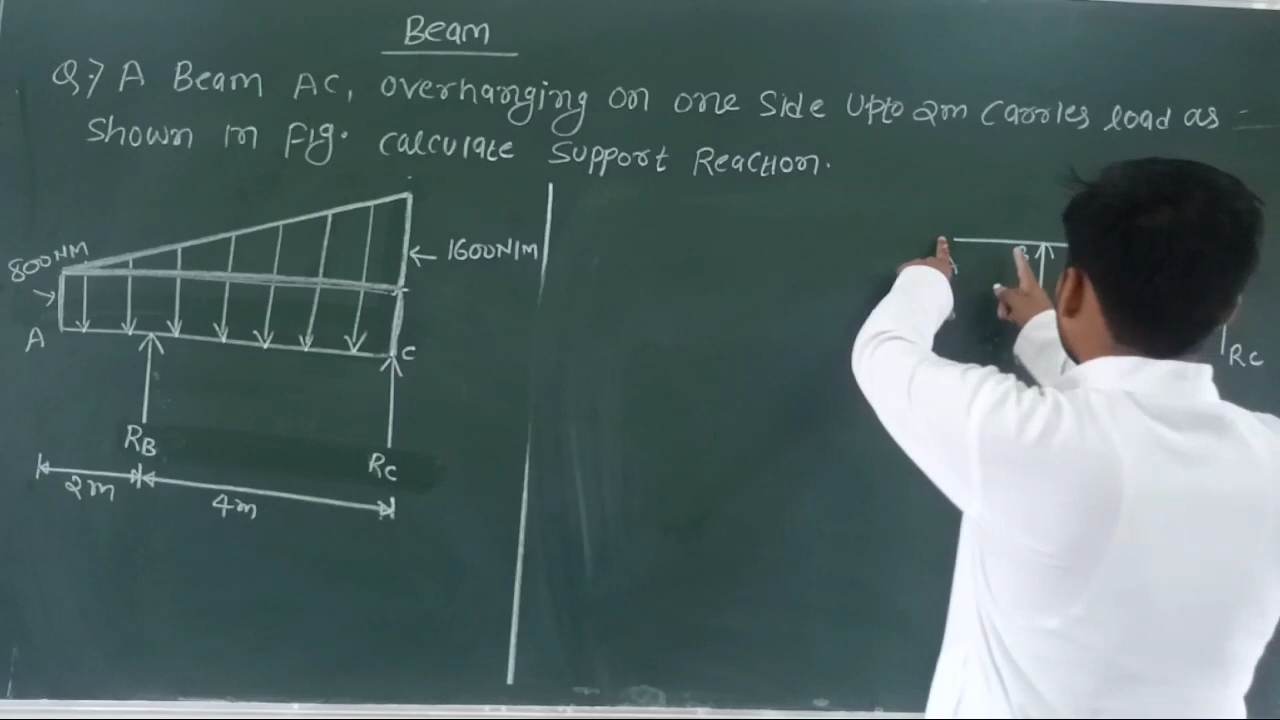 Beam
Q.7 A Beam AC, overhanging on one Side Upto 2m Carries load as
Shown in Fig. calculate Support Reaction.
800 N/M
1600N/M
A
C
RB
RC
2m
4m
B
RC